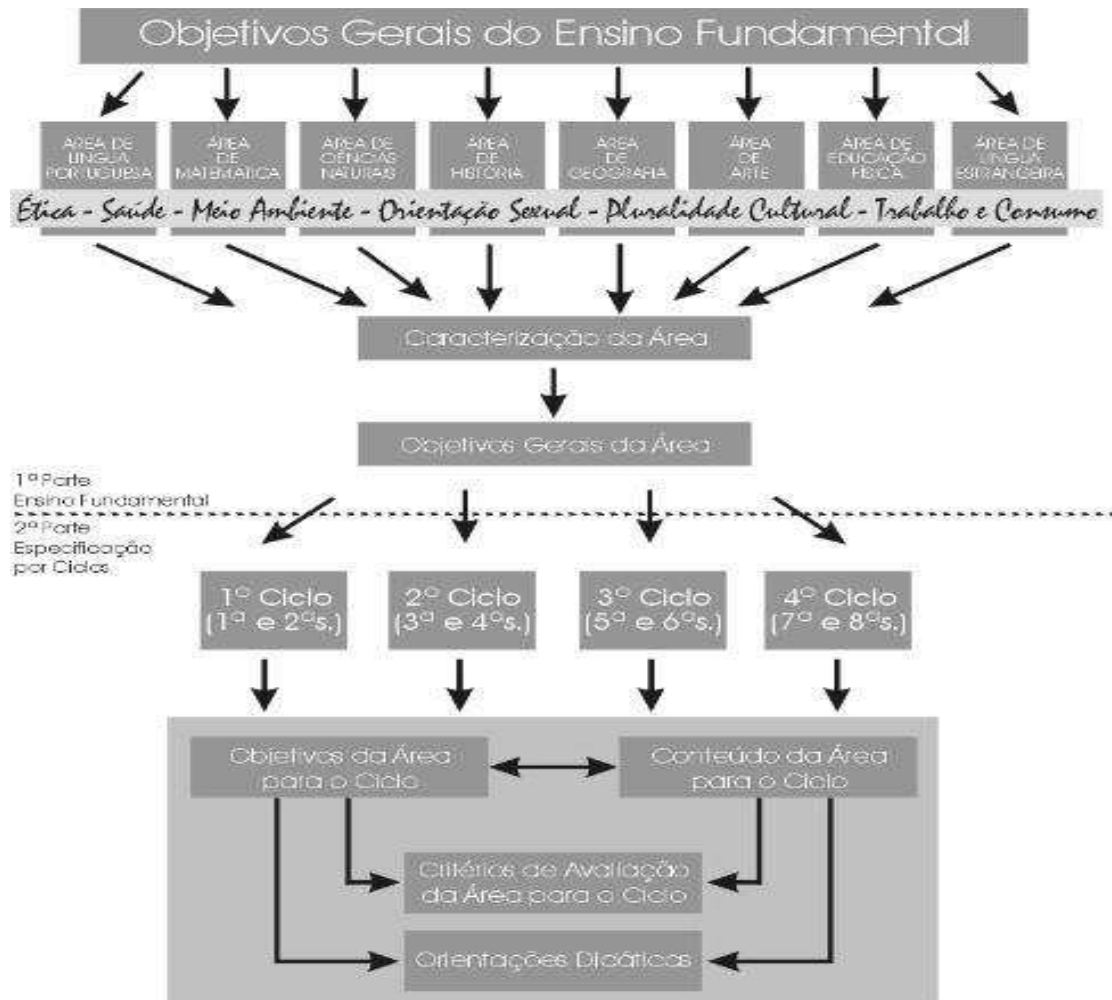 Objetivos Gerais do Ensino Fundamental
ÁREA DE
LÍNGUA
PORTUGUESA
ÁREA
DE
MATEMÁTICA
ÁREA DE
CIÊNCIAS
NATURAIS
ÁREA
DE
HISTÓRIA
ÁREA
DE
GEOGRAFIA
ÁREA
DE
ARTE
ÁREA DE
EDUCAÇÃO
FÍSICA
ÁREA DE
LÍNGUA
ESTRANGEIRA
Ética - Saúde - Meio Ambiente - Orientação Sexual - Pluralidade Cultural - Trabalho e Consumo
Caracterização da Área
Objetivos Gerais da Área
1ª Parte
Ensino Fundamental
2ª Parte
Especificação
por Ciclos
1º Ciclo
(1ª e 2ªs.)
2º Ciclo
(3ª e 4ªs.)
3º Ciclo
(5ª e 6ªs.)
4º Ciclo
(7ª e 8ªs.)
Objetivos da Área
para o Ciclo
Conteúdo da Área
para o Ciclo
Critérios de Avaliação
da Área para o Ciclo
Orientações Didáticas